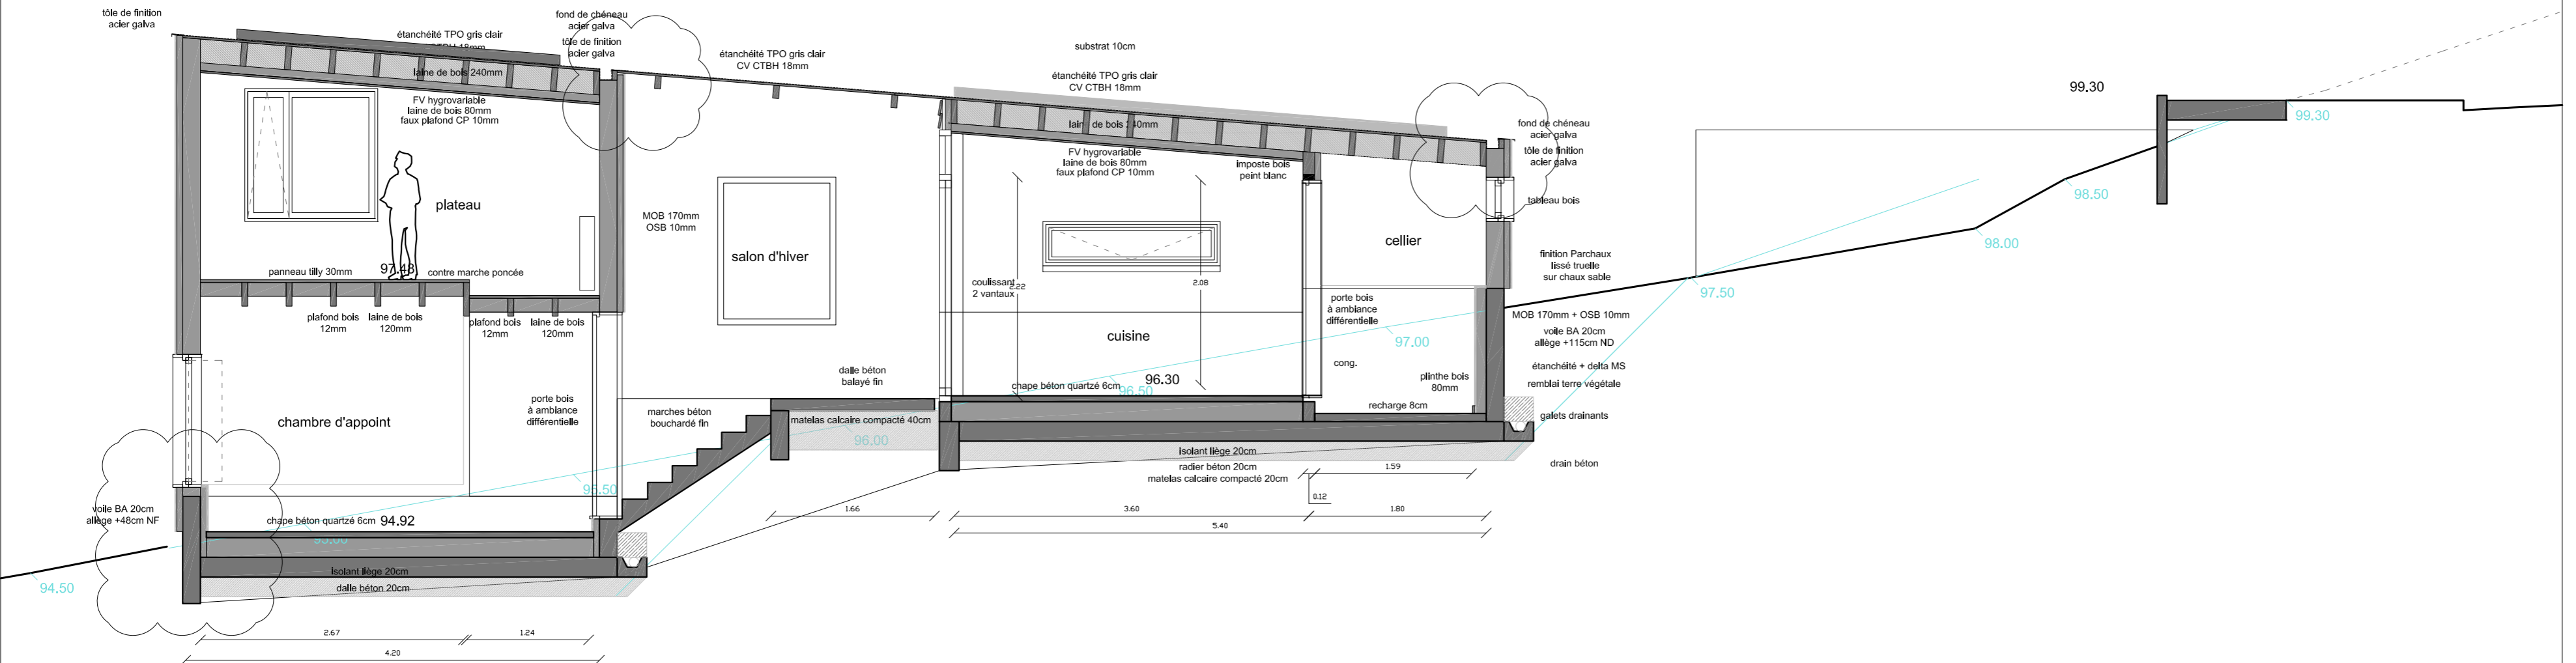 tôle de finition
acier galva
étanchéité TPO gris clair
CTBH 18mm
laine de bois 240mm
FV hygrovariable
laine de bois 80mm
faux plafond CP 10mm
fond de chéneau
acier galva
tôle de finition
acier galva
étanchéité TPO gris clair
CV CTBH 18mm
substrat 10cm
étanchéité TPO gris clair
CV CTBH 18mm
laine de bois 240mm
FV hygrovariable
laine de bois 80mm
faux plafond CP 10mm
imposte bois
peint blanc
fond de chéneau
acier galva
tôle de finition
acier galva
tableau bois
99.30
99.30
98.50
98.00
97.50
plateau
97.48
panneau tilly 30mm
contre marche poncée
plafond bois
12mm
laine de bois
120mm
plafond bois
12mm
laine de bois
120mm
MOB 170mm
OSB 10mm
salon d'hiver
coulissant
2 vantaux
2.22
2.08
cellier
finition Parchaux
lissé truelle
sur chaux sable
porte bois
à ambiance
différentielle
cuisine
97.00
MOB 170mm + OSB 10mm
voile BA 20cm
allège +115cm ND
étanchéité + delta MS
remblai terre végétale
cong.
plinthe bois
80mm
dalle béton
balayé fin
chape béton quartzé 6cm
96.30
96.50
recharge 8cm
galets drainants
chambre d'appoint
porte bois
à ambiance
différentielle
marches béton
bouchardé fin
matelas calcaire compacté 40cm
96.00
isolant liège 20cm
radier béton 20cm
matelas calcaire compacté 20cm
1.59
0.12
drain béton
95.50
voile BA 20cm
allège +48cm NF
chape béton quartzé 6cm
94.92
95.00
1.66
3.60
1.80
5.40
isolant liège 20cm
dalle béton 20cm
94.50
2.67
1.24
4.20